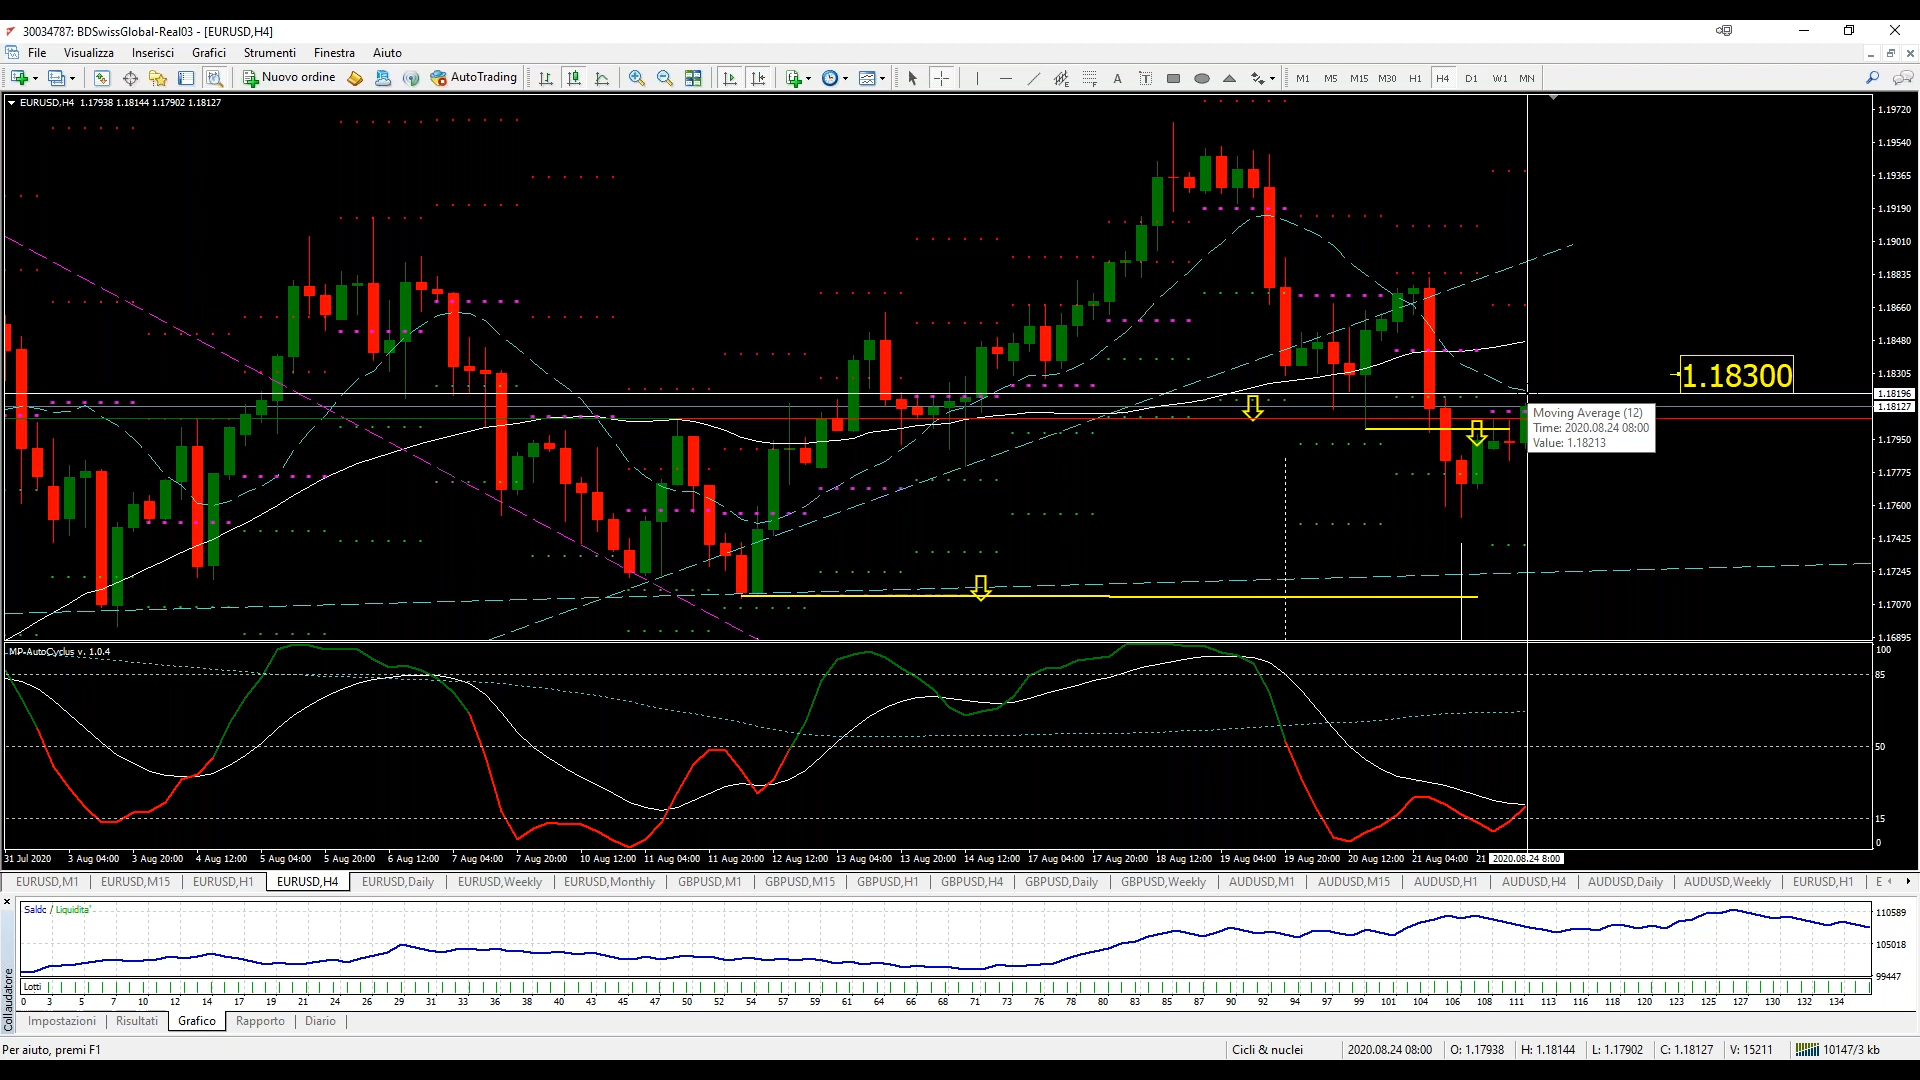 30034787: BDSwissGlobal-Real03 - [EURUSD,H4]
File Visualizza Inserisci Grafici Strumenti Finestra Aiuto
Nuovo ordine AutoTrading A T M1 M5 M15 M30 H1 H4 D1 W1 MN
EURUSD,H4 1.17938 1.18144 1.17902 1.18127
1.19720
1.19540
1.19365
1.19190
1.19010
1.18835
1.18660
1.18480
1.18305
1.18300
1.18196
1.18127
Moving Average (12)
Time: 2020.08.24 08:00
Value: 1.18213
1.17950
1.17775
1.17600
1.17425
1.17245
1.17070
1.16895
MP-AutoCyclus v. 1.0.4
100
85
50
15
0
31 Jul 2020 3 Aug 04:00 3 Aug 20:00 4 Aug 12:00 5 Aug 04:00 5 Aug 20:00 6 Aug 12:00 7 Aug 04:00 7 Aug 20:00 10 Aug 12:00 11 Aug 04:00 11 Aug 20:00 12 Aug 12:00 13 Aug 04:00 13 Aug 20:00 14 Aug 12:00 17 Aug 04:00 17 Aug 20:00 18 Aug 12:00 19 Aug 04:00 19 Aug 20:00 20 Aug 12:00 21 Aug 04:00 21 2020.08.24 8:00
EURUSD,M1 EURUSD,M15 EURUSD,H1 EURUSD,H4 EURUSD,Daily EURUSD,Weekly EURUSD,Monthly GBPUSD,M1 GBPUSD,M15 GBPUSD,H1 GBPUSD,H4 GBPUSD,Daily GBPUSD,Weekly AUDUSD,M1 AUDUSD,M15 AUDUSD,H1 AUDUSD,H4 AUDUSD,Daily AUDUSD,Weekly EURUSD,H1 E
Saldo / Liquidita'
110589
105018
99447
Lotti
0 3 5 7 10 12 14 17 19 21 24 26 29 31 33 36 38 40 43 45 47 50 52 54 57 59 61 64 66 68 71 73 75 78 80 83 85 87 90 92 94 97 99 101 104 106 108 111 113 115 118 120 123 125 127 130 132 134
Collaudatore
Impostazioni Risultati Grafico Rapporto Diario
Per aiuto, premi F1 Cicli & nuclei 2020.08.24 08:00 O: 1.17938 H: 1.18144 L: 1.17902 C: 1.18127 V: 15211 10147/3 kb